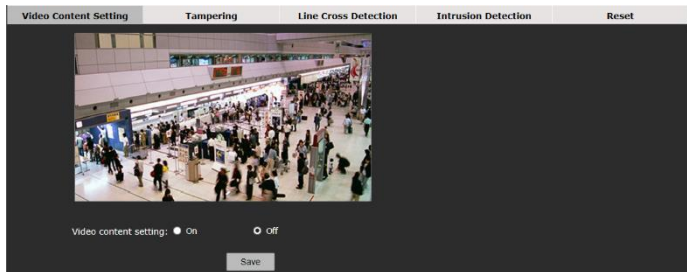 Video Content Setting Tampering Line Cross Detection Intrusion Detection Reset
Video content setting: On Off
Save